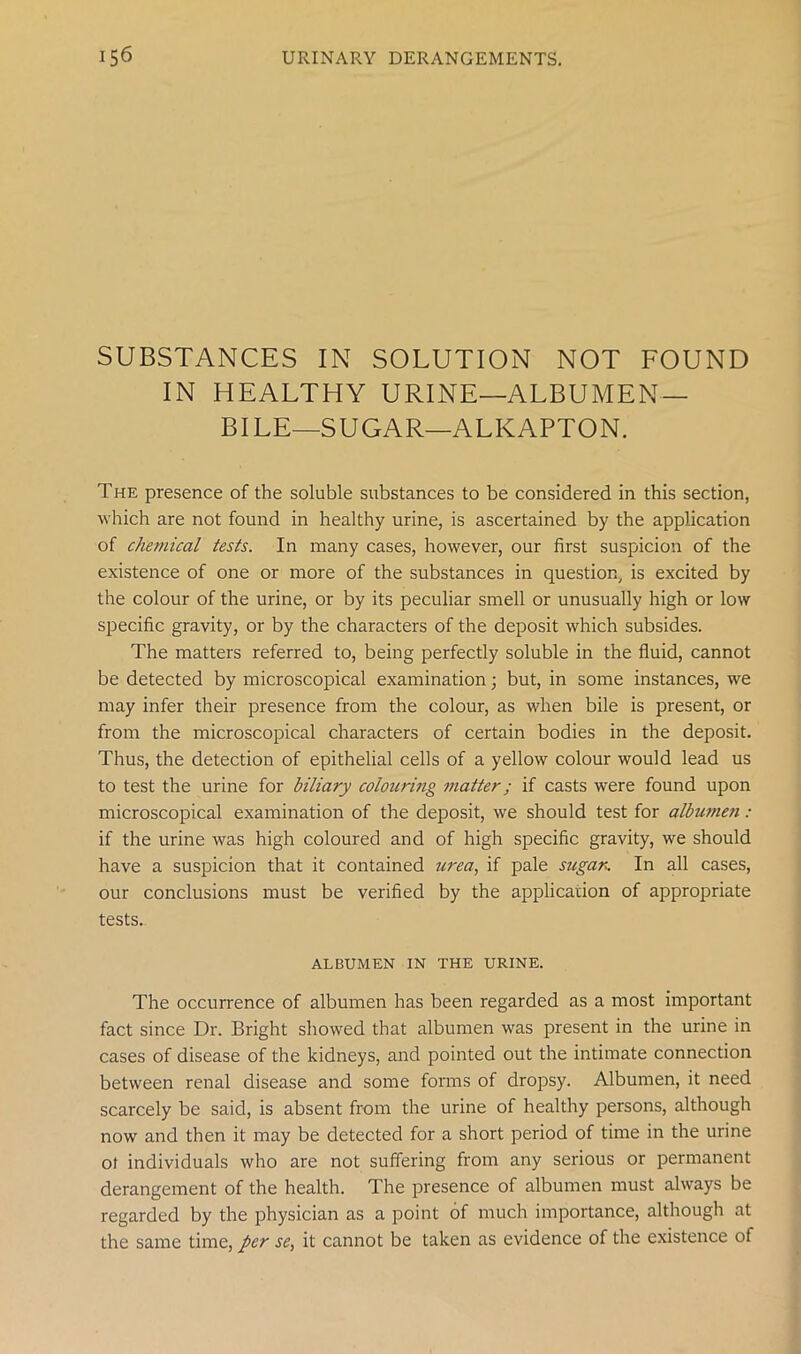 156 URINARY DERANGEMENTS.
SUBSTANCES IN SOLUTION NOT FOUND
IN HEALTHY URINE—ALBUMEN—
BILE—SUGAR—ALKAPTON.
The presence of the soluble substances to be considered in this section,
which are not found in healthy urine, is ascertained by the application
of chemical tests. In many cases, however, our first suspicion of the
existence of one or more of the substances in question, is excited by
the colour of the urine, or by its peculiar smell or unusually high or low
specific gravity, or by the characters of the deposit which subsides.
The matters referred to, being perfectly soluble in the fluid, cannot
be detected by microscopical examination; but, in some instances, we
may infer their presence from the colour, as when bile is present, or
from the microscopical characters of certain bodies in the deposit.
Thus, the detection of epithelial cells of a yellow colour would lead us
to test the urine for biliary colouring matter; if casts were found upon
microscopical examination of the deposit, we should test for albumen:
if the urine was high coloured and of high specific gravity, we should
have a suspicion that it contained urea, if pale sugar. In all cases,
our conclusions must be verified by the application of appropriate
tests.
ALBUMEN IN THE URINE.
The occurrence of albumen has been regarded as a most important
fact since Dr. Bright showed that albumen was present in the urine in
cases of disease of the kidneys, and pointed out the intimate connection
between renal disease and some forms of dropsy. Albumen, it need
scarcely be said, is absent from the urine of healthy persons, although
now and then it may be detected for a short period of time in the urine
ot individuals who are not suffering from any serious or permanent
derangement of the health. The presence of albumen must always be
regarded by the physician as a point of much importance, although at
the same time, per se, it cannot be taken as evidence of the existence of